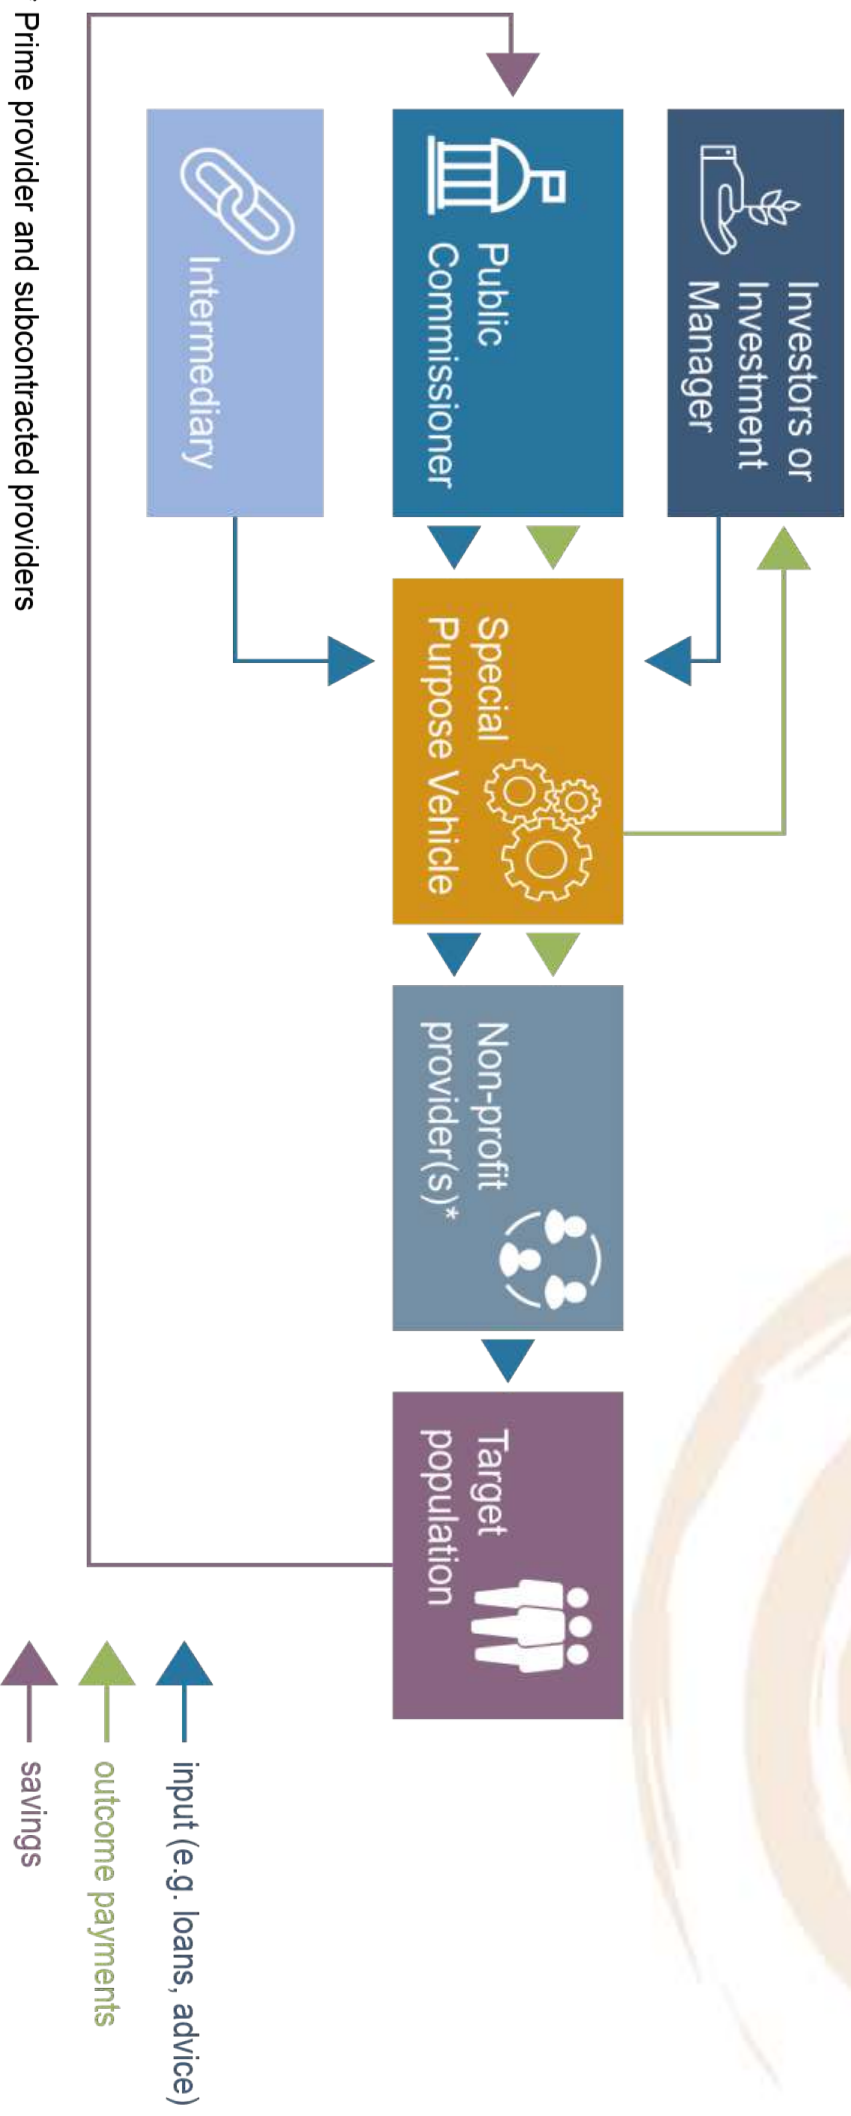 Investors or
Investment
Manager
Public
Commissioner
Intermediary
Special
Purpose Vehicle
Non-profit
provider(s)*
Target
population
input (e.g. loans, advice)
outcome payments
savings
* Prime provider and subcontracted providers